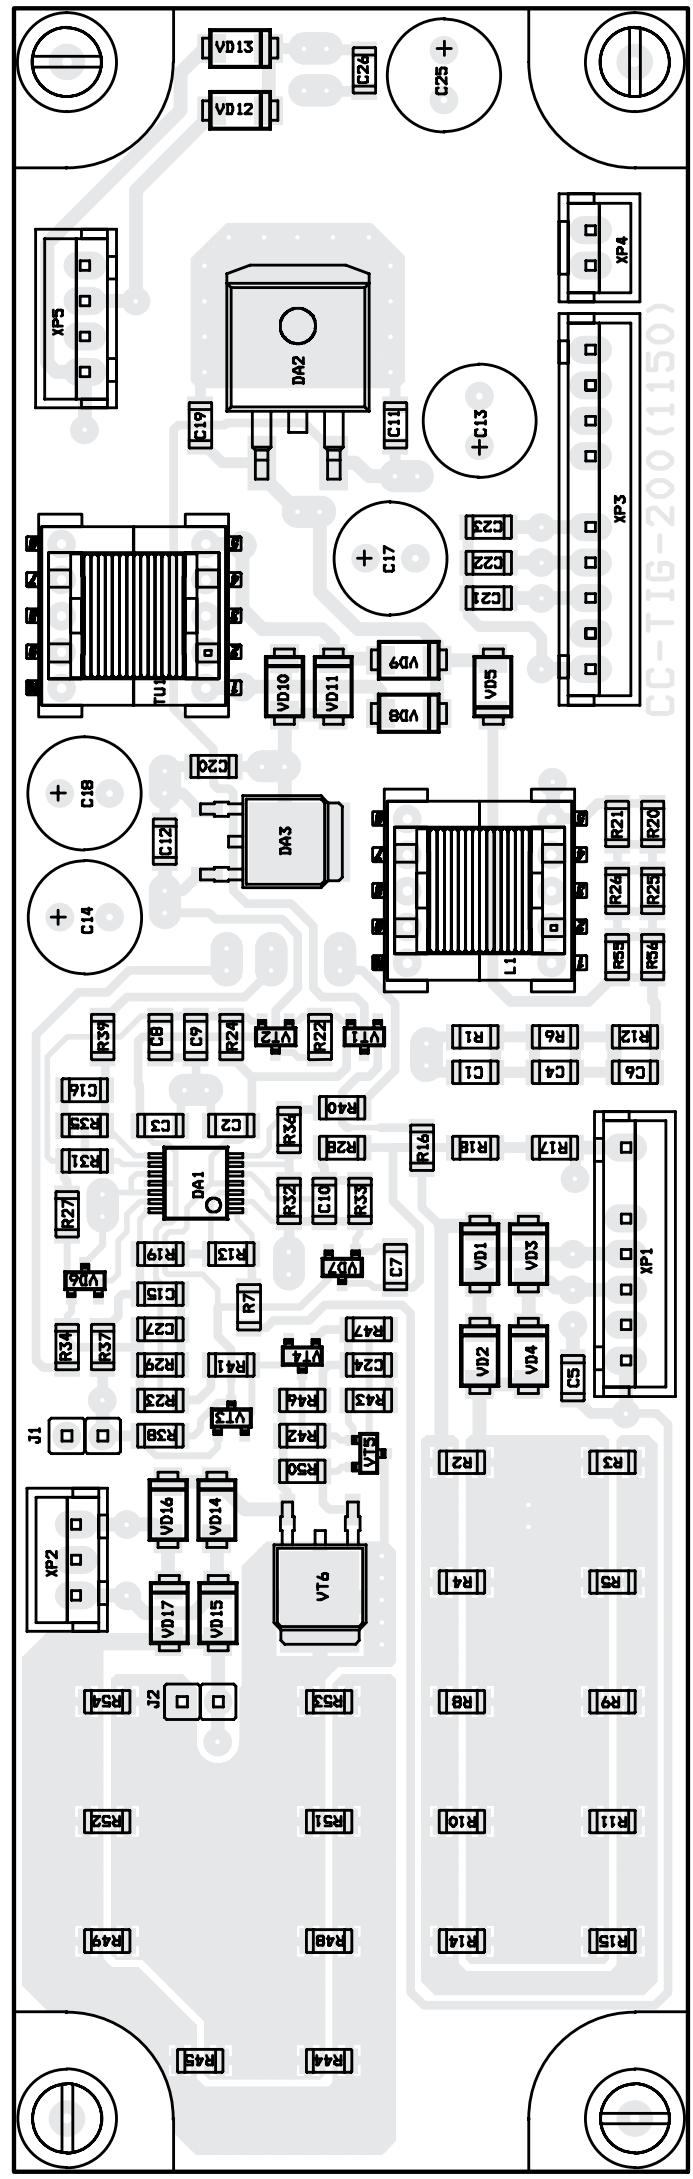 VD13
C26
+
C25
VD12
XP4
XP5
DA2
C19
C11
C13
+
CC-TIG-200(1150)
XP3
C23
+
C17
C22
C21
TU1
VD10
VD11
VD9
VD5
VD8
C20
+
C18
C12
DA3
R21
R20
+
C14
R26
R25
L1
R55
R56
R39
C8
C9
R24
VT2
R22
VT1
R1
R6
R12
C16
C1
C4
C6
R35
C3
C2
R36
R40
R31
R28
R16
R18
R17
DA1
R27
R32
C10
R33
R19
R13
VD1
VD3
XP1
VD6
C15
VD7
C7
R7
C27
R47
R34
R37
R29
R41
VT4
C24
VD2
VD4
C5
R23
R46
R43
J1
R38
VT3
R42
VT5
R50
R2
R3
VD16
VD14
XP2
VT6
R4
R5
VD17
VD15
R54
J2
R53
R8
R9
R52
R51
R10
R11
R49
R48
R14
R15
R45
R44